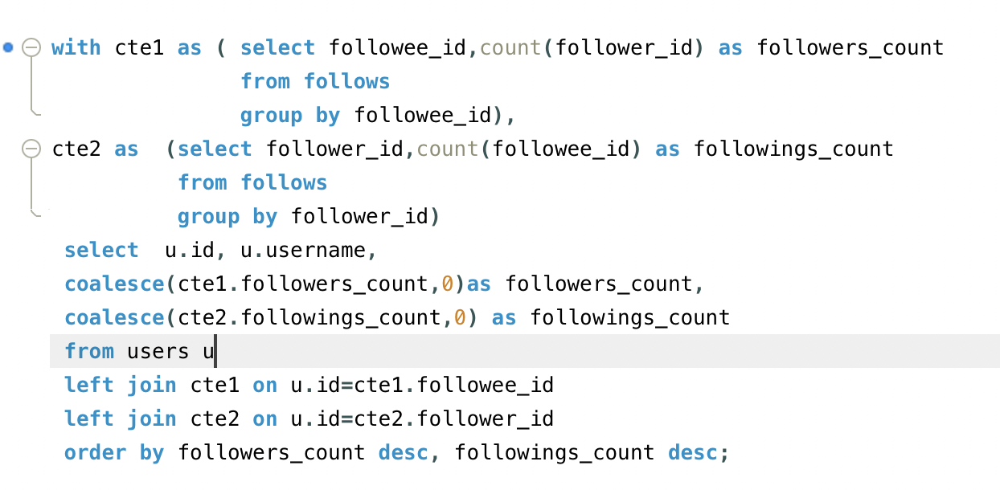 with cte1 as ( select followee_id,count(follower_id) as followers_count
from follows
group by followee_id),
cte2 as  (select follower_id,count(followee_id) as followings_count
from follows
group by follower_id)
select  u.id, u.username,
coalesce(cte1.followers_count,0)as followers_count,
coalesce(cte2.followings_count,0) as followings_count
from users u
left join cte1 on u.id=cte1.followee_id
left join cte2 on u.id=cte2.follower_id
order by followers_count desc, followings_count desc;